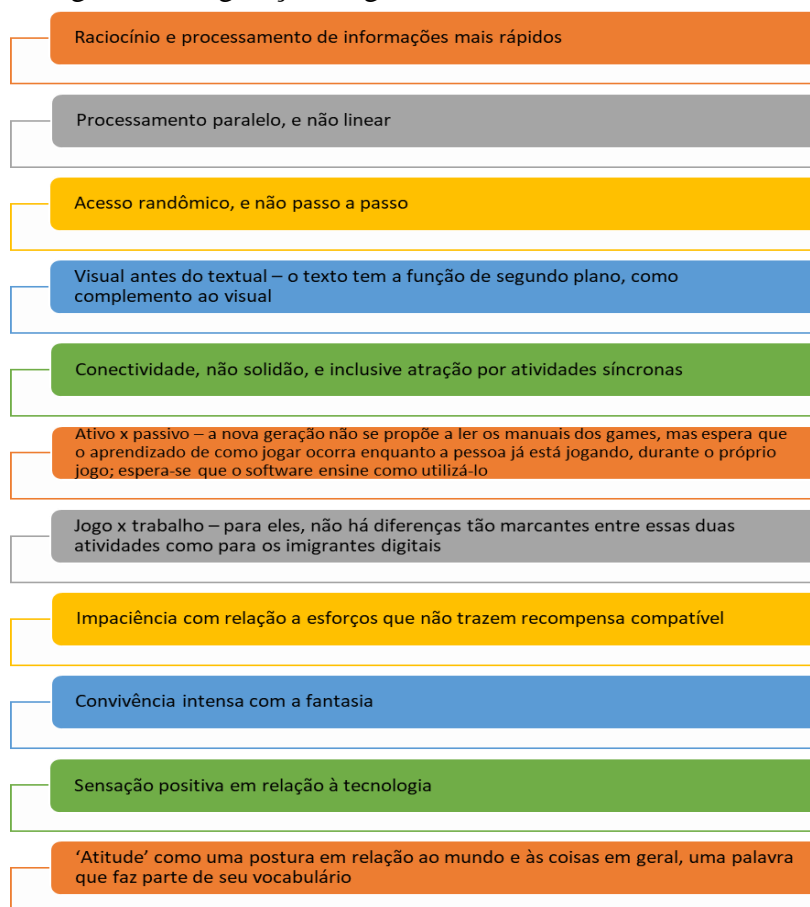 Raciocínio e processamento de informações mais rápidos
Processamento paralelo, e não linear
Acesso randômico, e não passo a passo
Visual antes do textual – o texto tem a função de segundo plano, como
complemento ao visual
Conectividade, não solidão, e inclusive atração por atividades síncronas
Ativo x passivo – a nova geração não se propõe a ler os manuais dos games, mas espera que
o aprendizado de como jogar ocorra enquanto a pessoa já está jogando, durante o próprio
jogo; espera-se que o software ensine como utilizá-lo
Jogo x trabalho – para eles, não há diferenças tão marcantes entre essas duas
atividades como para os imigrantes digitais
Impaciência com relação a esforços que não trazem recompensa compatível
Convivência intensa com a fantasia
Sensação positiva em relação à tecnologia
‘Atitude’ como uma postura em relação ao mundo e às coisas em geral, uma palavra
que faz parte de seu vocabulário